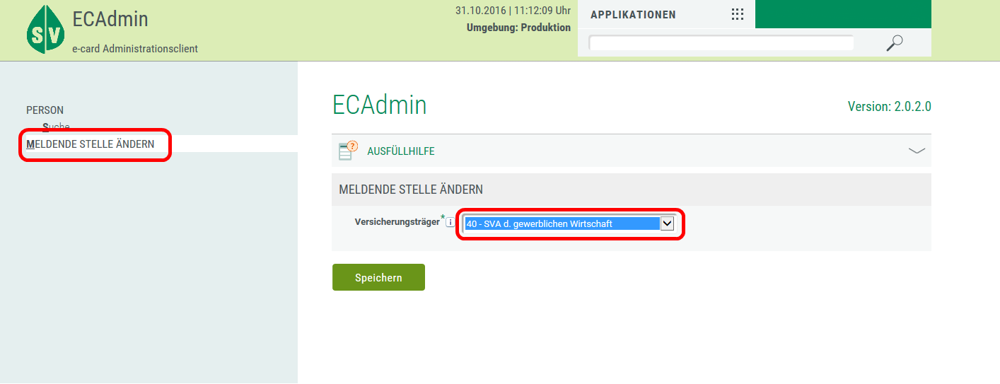 SV
ECAdmin
e-card Administrationsclient
31.10.2016 | 11:12:09 Uhr
Umgebung: Produktion
APPLIKATIONEN
PERSON
Suche
MELDENDE STELLE ÄNDERN
ECAdmin
Version: 2.0.2.0
?
AUSFÜLLHILFE
MELDENDE STELLE ÄNDERN
Versicherungsträger * i
40 - SVA d. gewerblichen Wirtschaft
Speichern